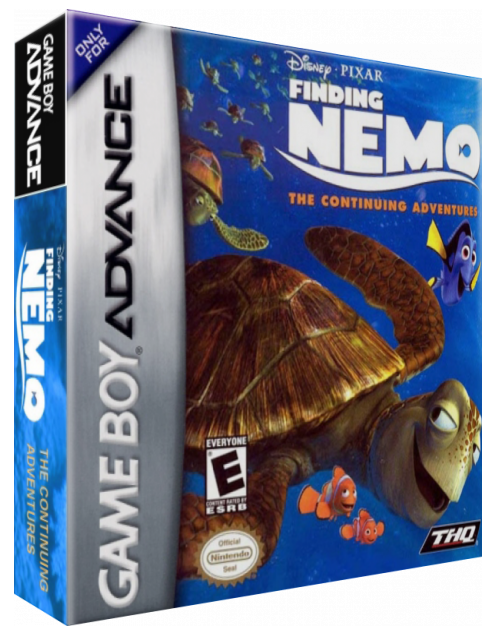 GAME BOY
ADVANCE
Disney PIXAR
FINDING
NEMO
THE CONTINUING
ADVENTURES
ONLY
FOR
GAME BOY ADVANCE
Disney · PIXAR
FINDING
NEMO
THE CONTINUING ADVENTURES
EVERYONE
E
CONTENT RATED BY
ESRB
Official
Nintendo
Seal
THQ